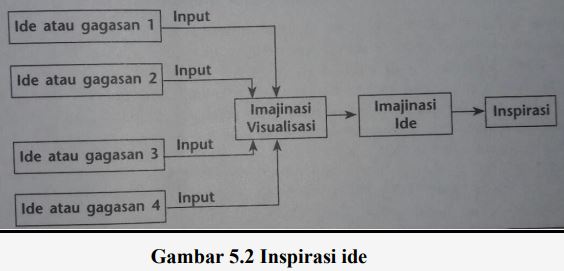 Ide atau gagasan 1
Input
Ide atau gagasan 2
Input
Imajinasi
Visualisasi
Imajinasi
Ide
Inspirasi
Ide atau gagasan 3
Input
Ide atau gagasan 4
Input
Gambar 5.2 Inspirasi ide